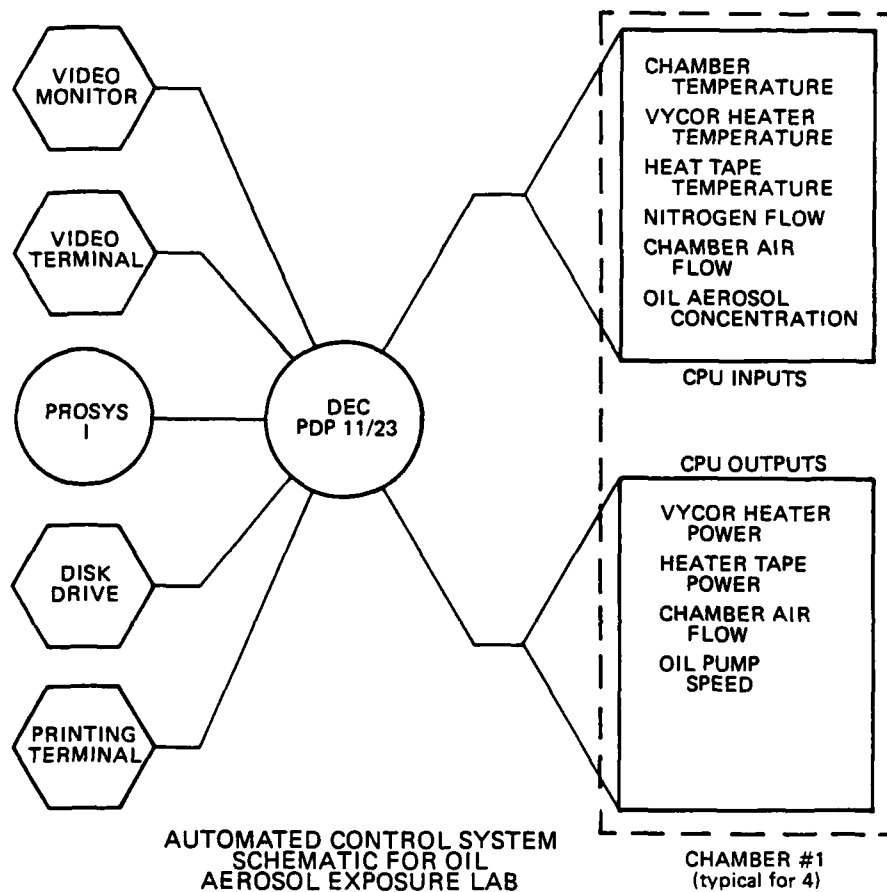 VIDEO
MONITOR
VIDEO
TERMINAL
PROSYS
I
DISK
DRIVE
PRINTING
TERMINAL
DEC
PDP 11/23
CHAMBER
TEMPERATURE
VYCOR HEATER
TEMPERATURE
HEAT TAPE
TEMPERATURE
NITROGEN FLOW
CHAMBER AIR
FLOW
OIL AEROSOL
CONCENTRATION
CPU INPUTS
CPU OUTPUTS
VYCOR HEATER
POWER
HEATER TAPE
POWER
CHAMBER AIR
FLOW
OIL PUMP
SPEED
AUTOMATED CONTROL SYSTEM
SCHEMATIC FOR OIL
AEROSOL EXPOSURE LAB
CHAMBER #1
(typical for 4)